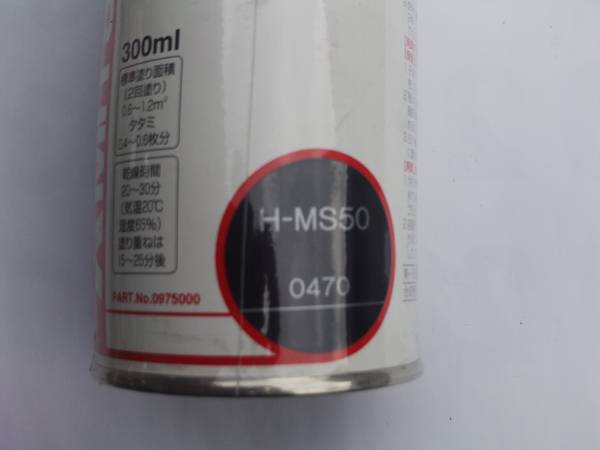 300ml
標準塗り面積
(2回塗り)
0.8〜1.2m²
タタミ
0.4〜0.6枚分
乾燥時間
20〜30分
(気温20℃
湿度65%)
塗り重ねは
15〜25分後
PART.No.0975000
H-MS50
0470